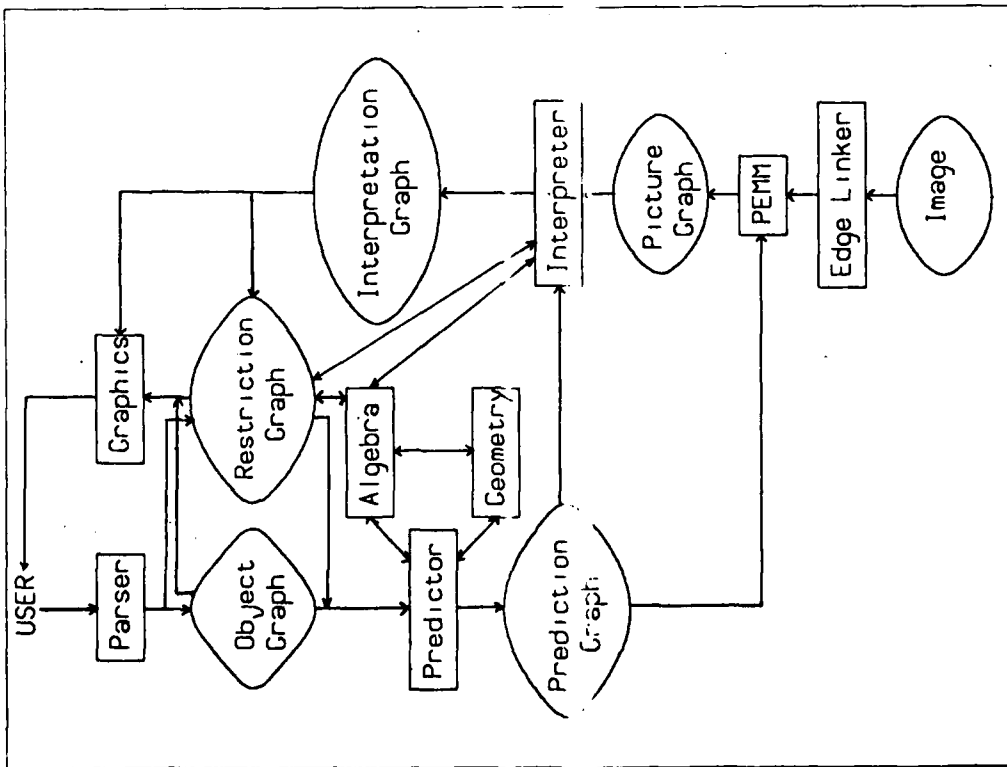 USER
Parser
Graphics
Object
Graph
Restriction
Graph
Interpretation
Graph
Predictor
Algebra
Geometry
Prediction
Graph
Interpreter
Picture
Graph
PEMM
Edge Linker
Image